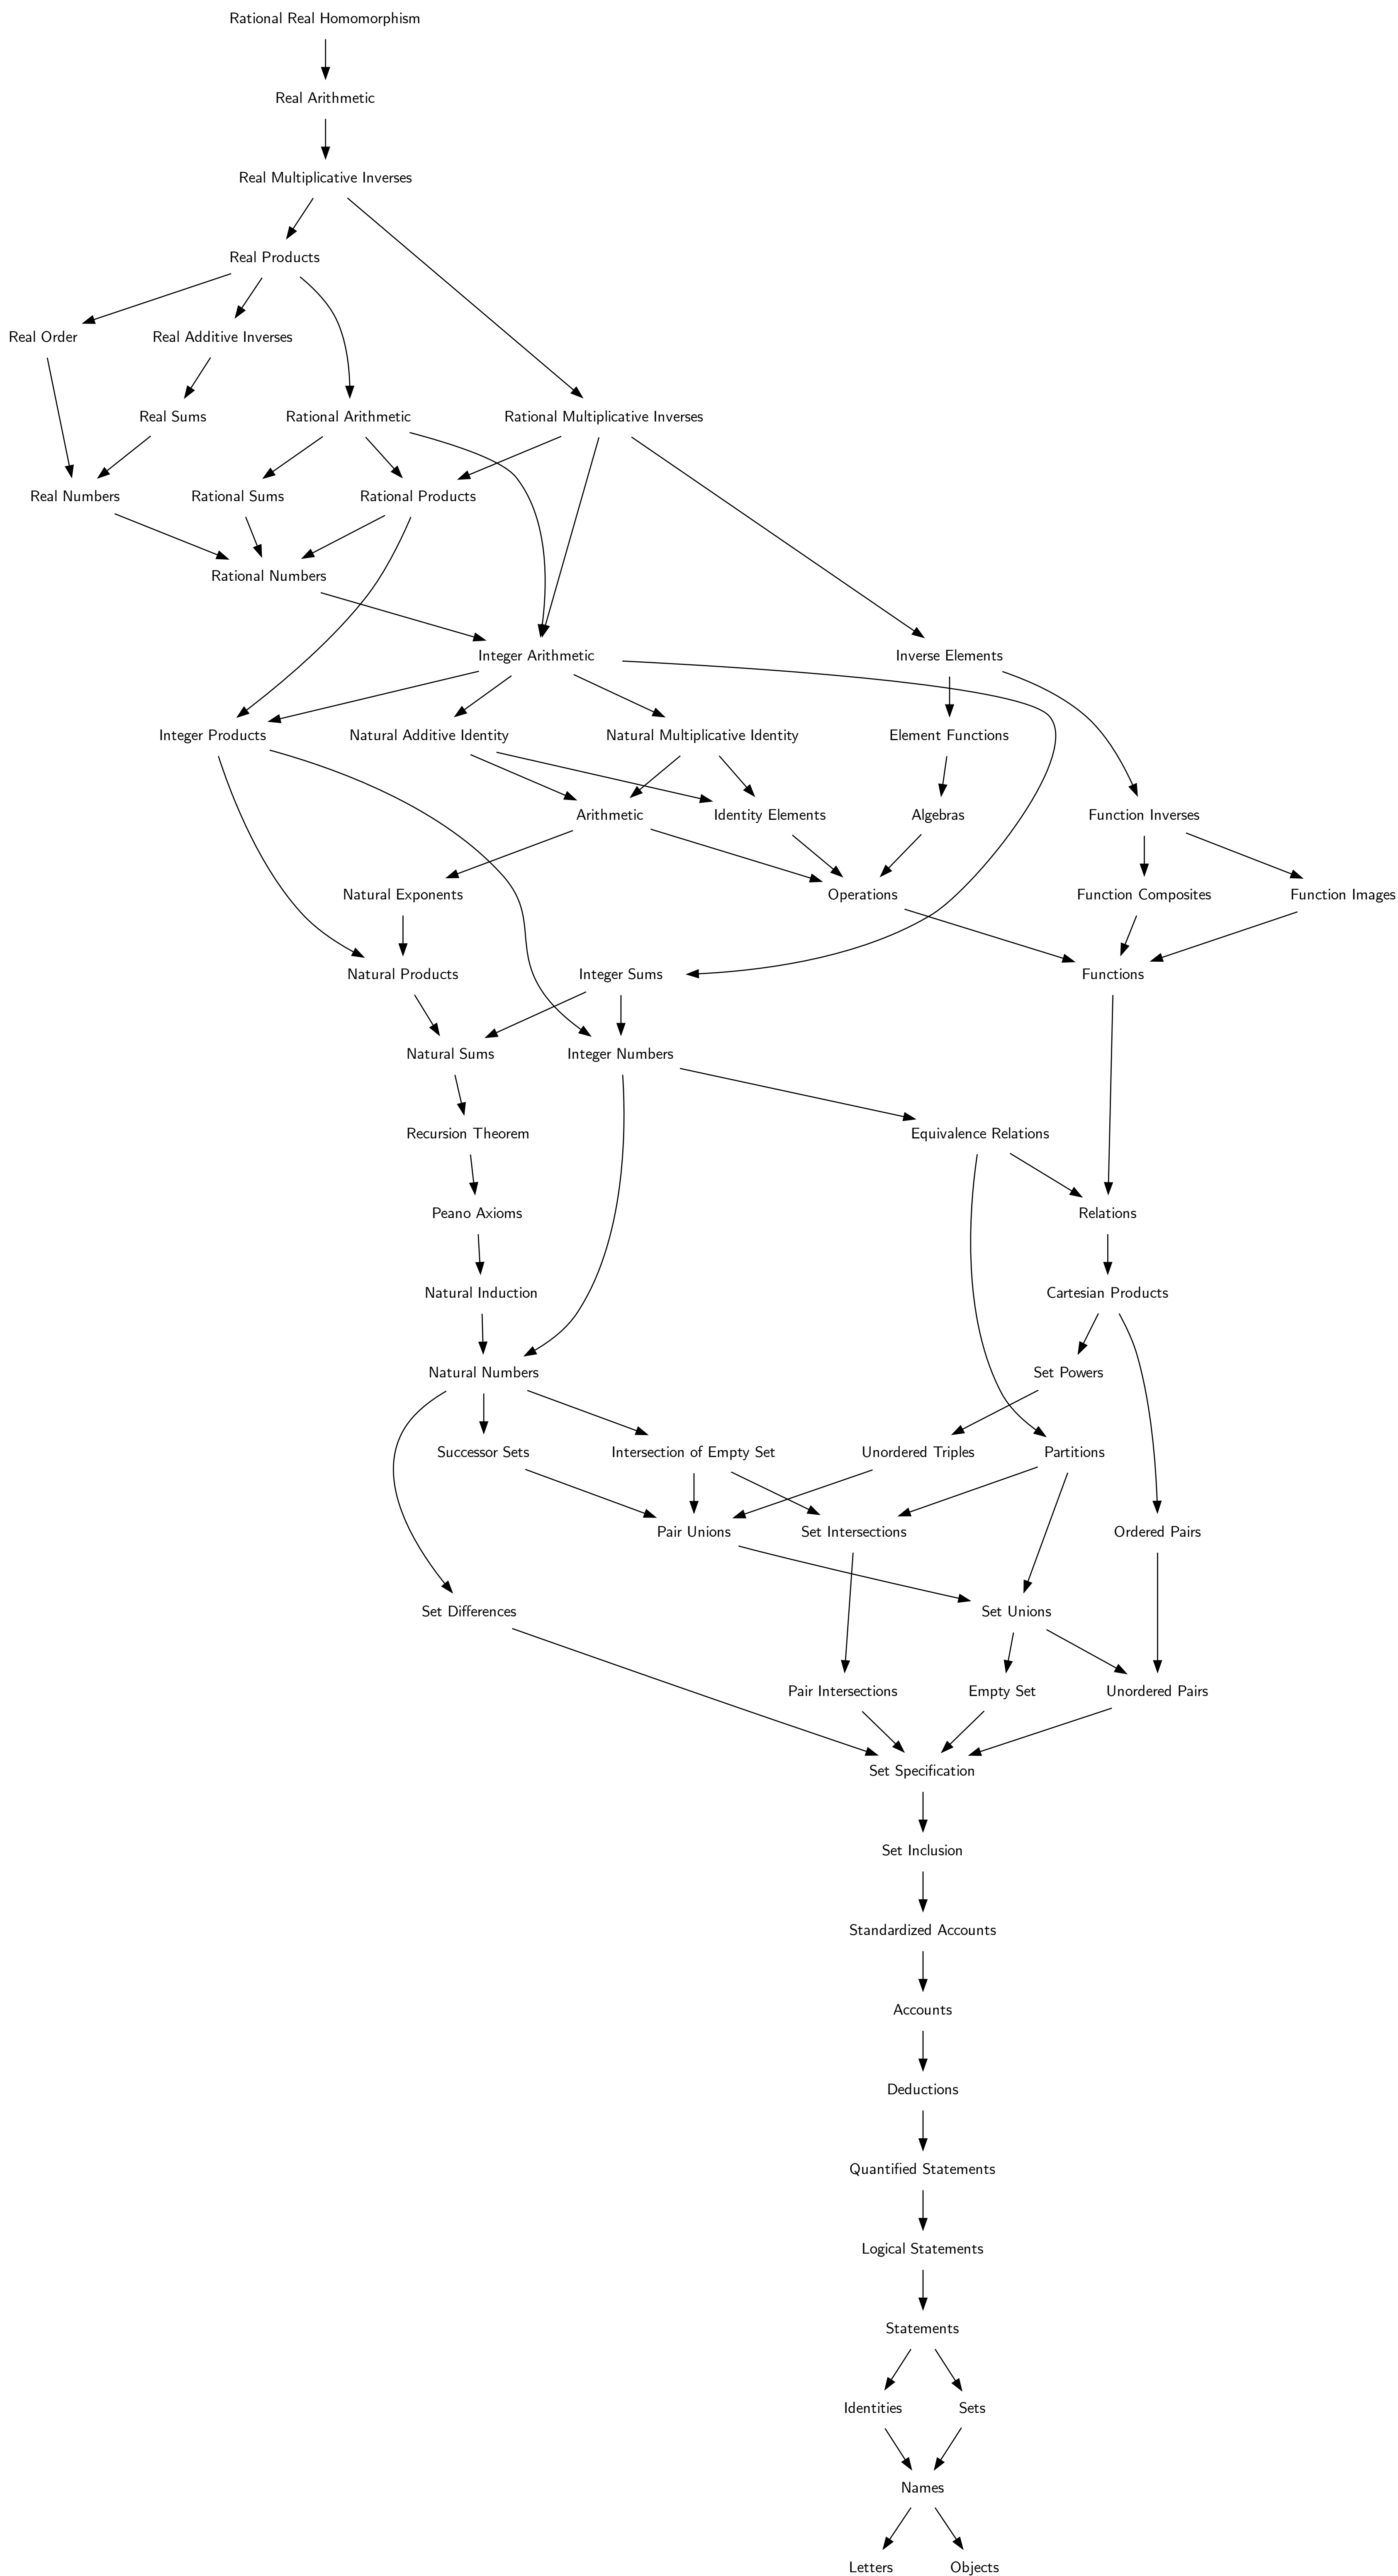 Rational Real Homomorphism
Real Arithmetic
Real Multiplicative Inverses
Real Products
Real Order
Real Additive Inverses
Real Sums
Rational Arithmetic
Rational Multiplicative Inverses
Real Numbers
Rational Sums
Rational Products
Rational Numbers
Integer Arithmetic
Inverse Elements
Integer Products
Natural Additive Identity
Natural Multiplicative Identity
Element Functions
Arithmetic
Identity Elements
Algebras
Function Inverses
Natural Exponents
Operations
Function Composites
Function Images
Natural Products
Integer Sums
Functions
Natural Sums
Integer Numbers
Recursion Theorem
Equivalence Relations
Peano Axioms
Relations
Natural Induction
Cartesian Products
Natural Numbers
Set Powers
Successor Sets
Intersection of Empty Set
Unordered Triples
Partitions
Pair Unions
Set Intersections
Ordered Pairs
Set Differences
Set Unions
Pair Intersections
Empty Set
Unordered Pairs
Set Specification
Set Inclusion
Standardized Accounts
Accounts
Deductions
Quantified Statements
Logical Statements
Statements
Identities
Sets
Names
Letters
Objects